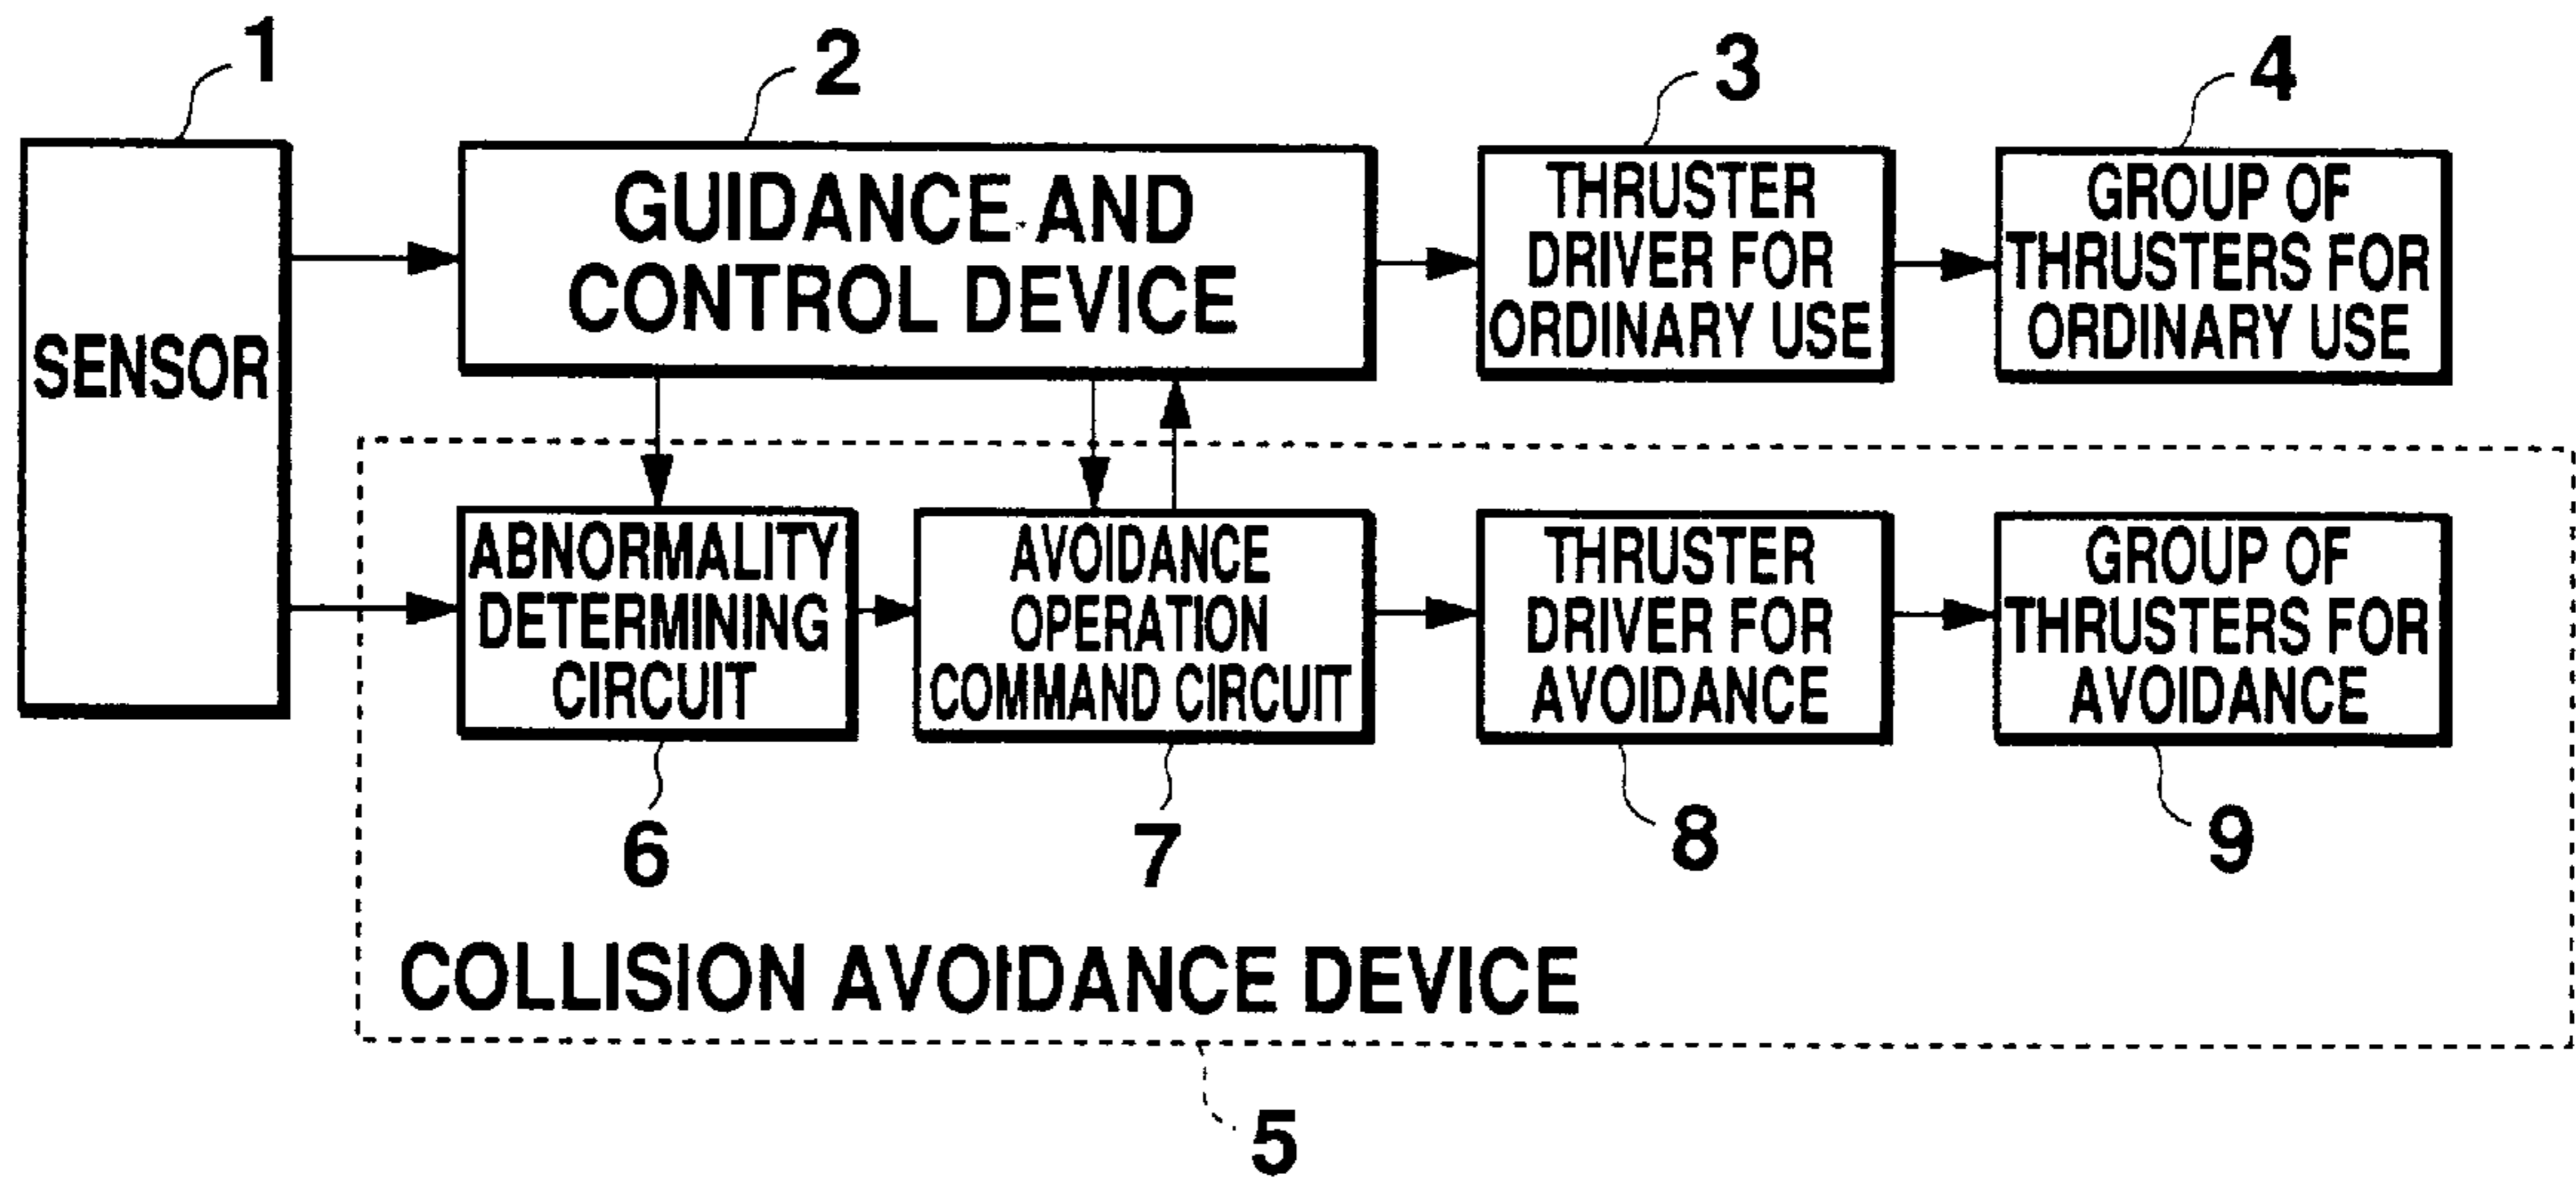 1
2
3
4
SENSOR
GUIDANCE AND
CONTROL DEVICE
THRUSTER
DRIVER FOR
ORDINARY USE
GROUP OF
THRUSTERS FOR
ORDINARY USE
ABNORMALITY
DETERMINING
CIRCUIT
AVOIDANCE
OPERATION
COMMAND CIRCUIT
THRUSTER
DRIVER FOR
AVOIDANCE
GROUP OF
THRUSTERS FOR
AVOIDANCE
6
7
8
9
COLLISION AVOIDANCE DEVICE
5